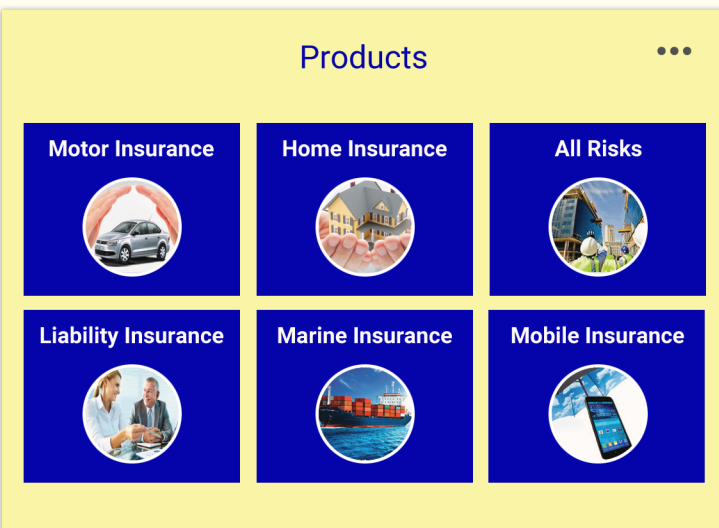 Products
Motor Insurance
Home Insurance
All Risks
Liability Insurance
Marine Insurance
Mobile Insurance